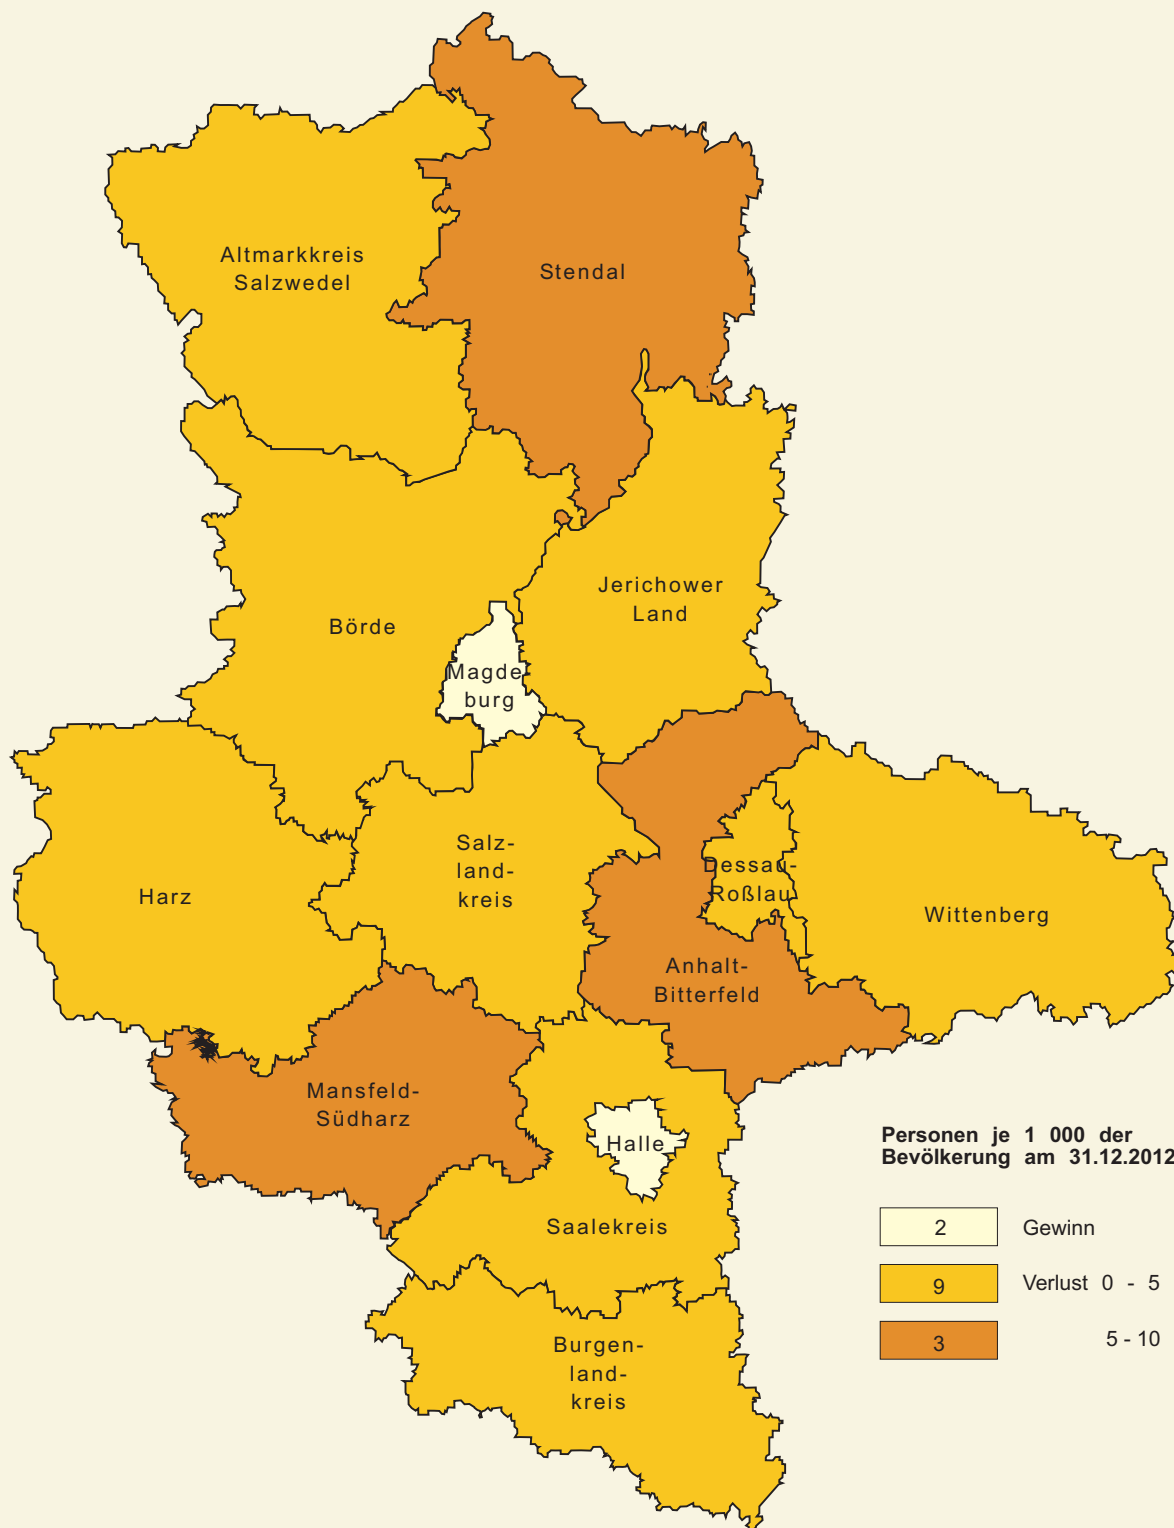 Altmarkkreis
Salzwedel
Stendal
Jerichower
Land
Börde
Magde
burg
Salz-
land-
kreis
Harz
Dessau-
Roßlau
Wittenberg
Anhalt-
Bitterfeld
Mansfeld-
Südharz
Halle
Saalekreis
Burgen-
land-
kreis
Personen je 1 000 der
Bevölkerung am 31.12.2012
2 Gewinn
9 Verlust 0 - 5
3 5 - 10